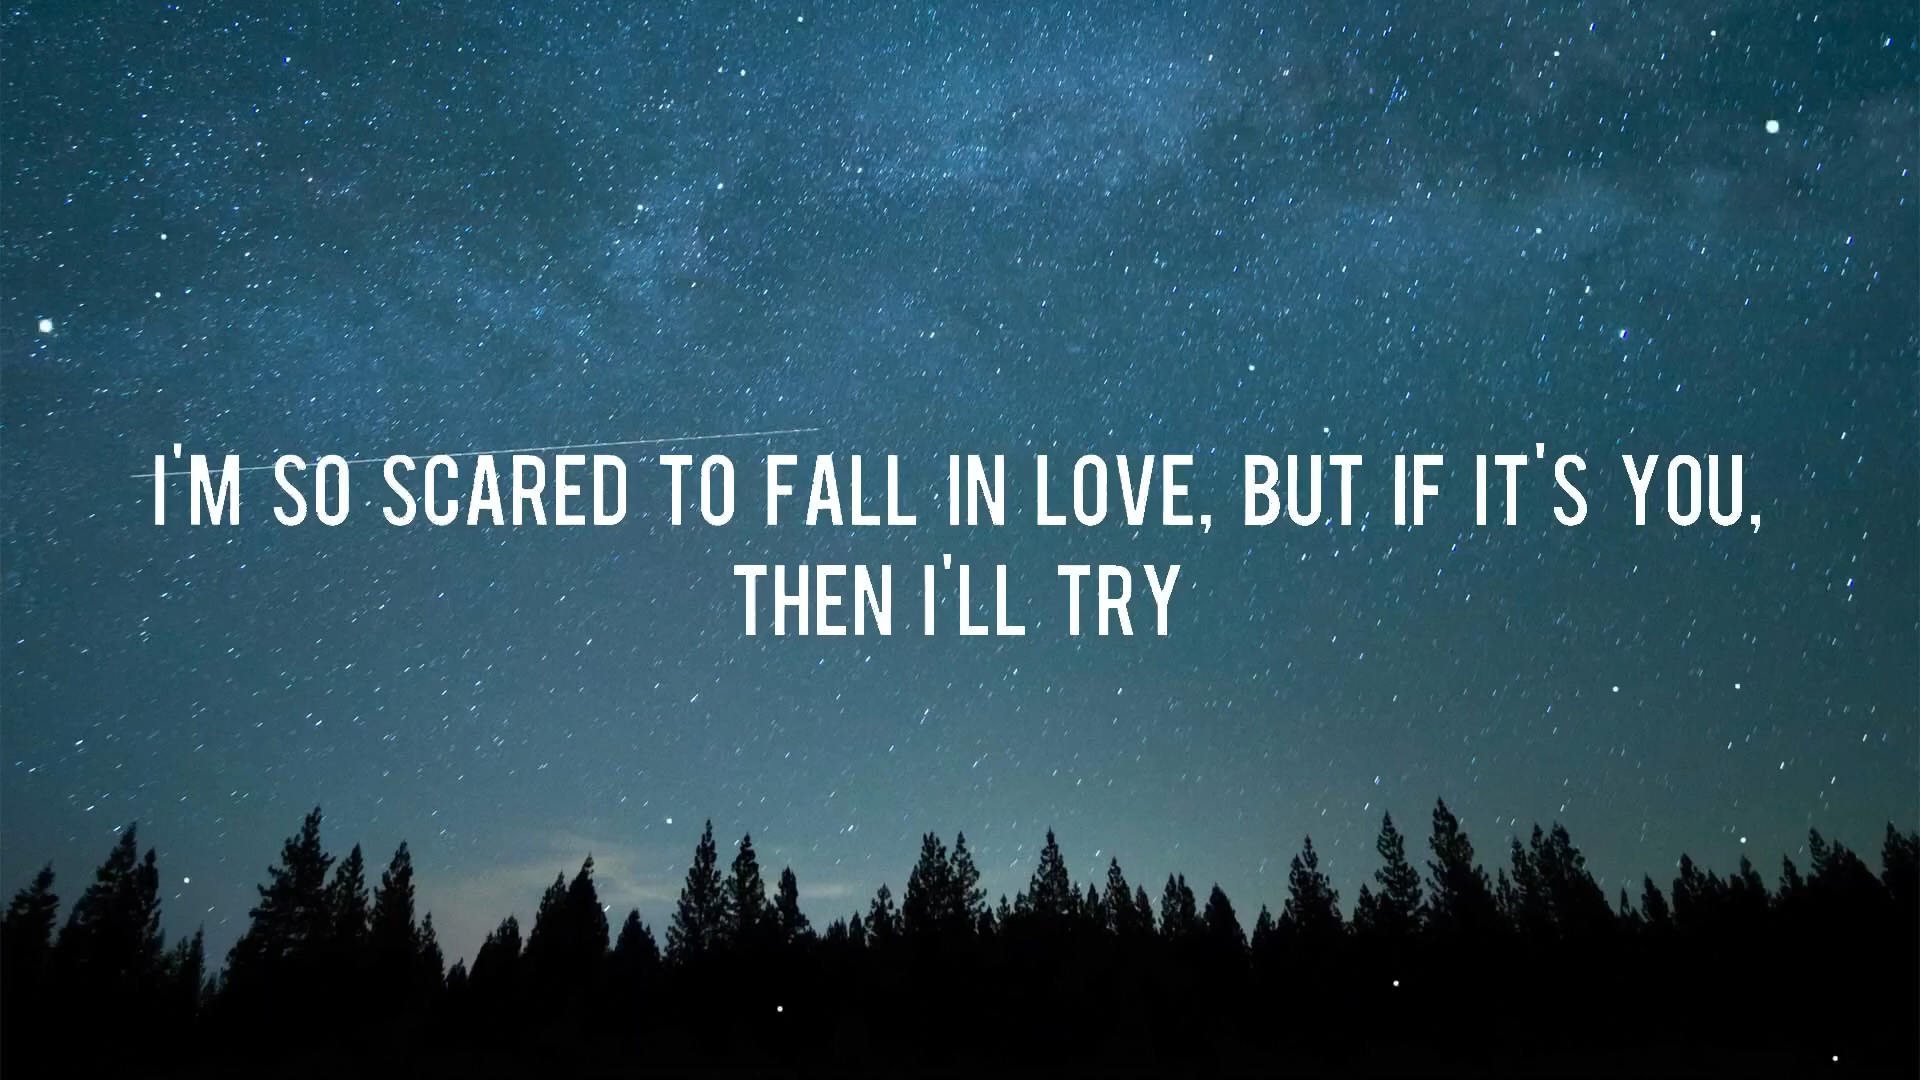 I'M SO SCARED TO FALL IN LOVE, BUT IF IT'S YOU,
THEN I'LL TRY